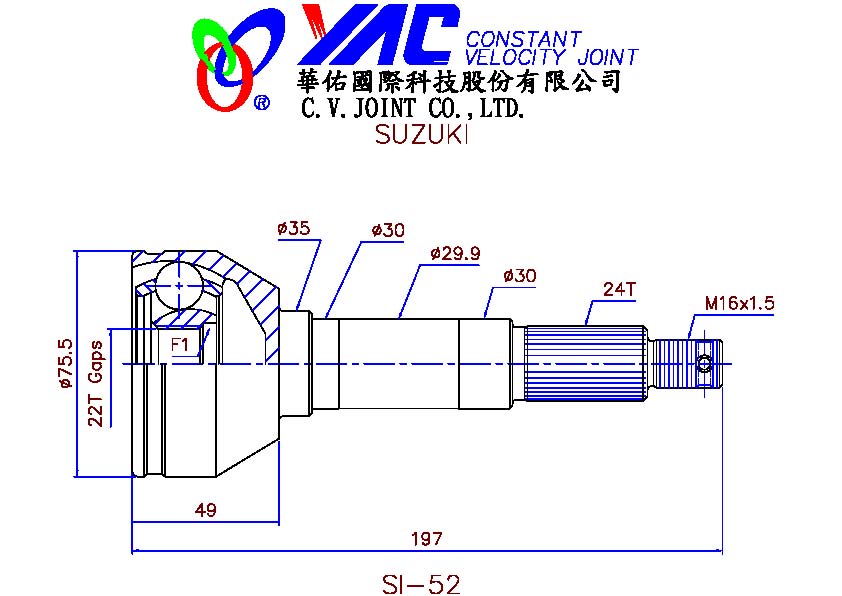 YAC CONSTANT
VELOCITY JOINT
®
華佑國際科技股份有限公司
C.V.JOINT CO.,LTD.
SUZUKI
ø35
ø30
ø29.9
ø30
24T
M16x1.5
ø75.5
22T Gaps
F1
49
197
SI-52